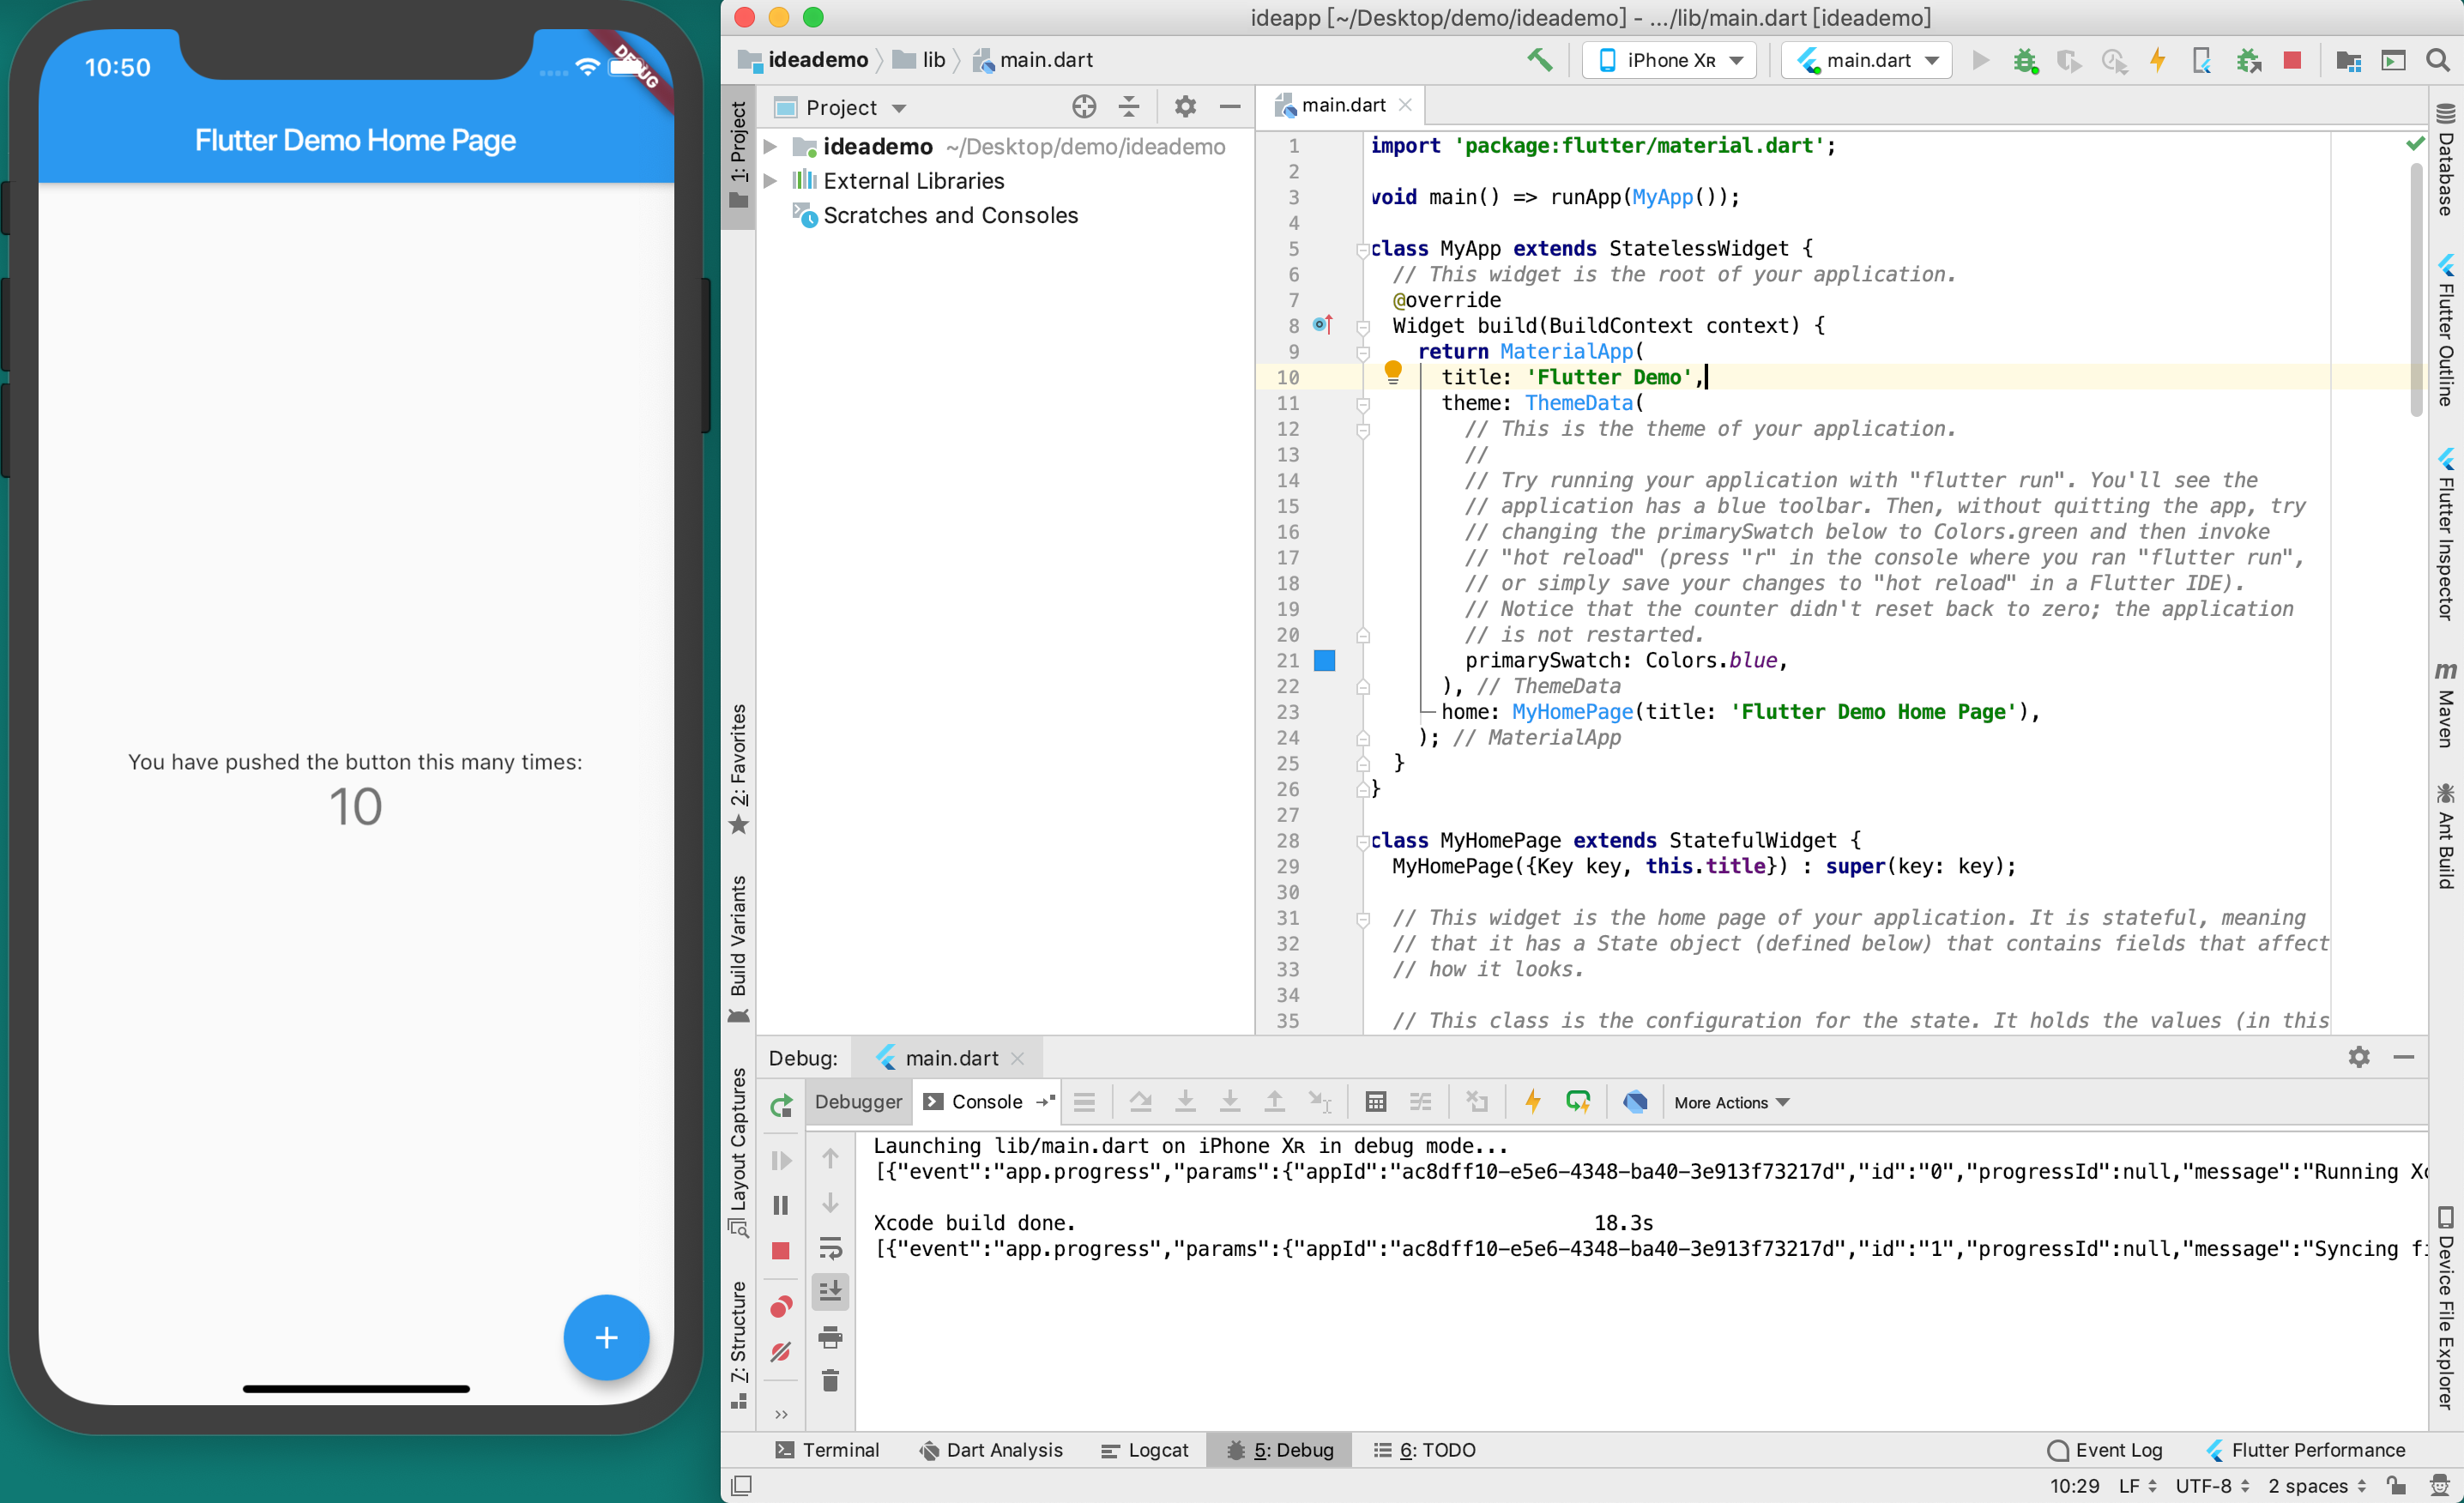 10:50
DEBUG
Flutter Demo Home Page
You have pushed the button this many times:
10
+
ideapp [~/Desktop/demo/ideademo] - .../lib/main.dart [ideademo]
ideademo lib main.dart
iPhone Xʀ main.dart
1: Project
2: Favorites
Build Variants
Layout Captures
7: Structure
Project
ideademo ~/Desktop/demo/ideademo
External Libraries
Scratches and Consoles
main.dart
1 import 'package:flutter/material.dart';
2
3 void main() => runApp(MyApp());
4
5 class MyApp extends StatelessWidget {
6 // This widget is the root of your application.
7 @override
8 Widget build(BuildContext context) {
9 return MaterialApp(
10 title: 'Flutter Demo',
11 theme: ThemeData(
12 // This is the theme of your application.
13 //
14 // Try running your application with "flutter run". You'll see the
15 // application has a blue toolbar. Then, without quitting the app, try
16 // changing the primarySwatch below to Colors.green and then invoke
17 // "hot reload" (press "r" in the console where you ran "flutter run",
18 // or simply save your changes to "hot reload" in a Flutter IDE).
19 // Notice that the counter didn't reset back to zero; the application
20 // is not restarted.
21 primarySwatch: Colors.blue,
22 ), // ThemeData
23 home: MyHomePage(title: 'Flutter Demo Home Page'),
24 ); // MaterialApp
25 }
26 }
27
28 class MyHomePage extends StatefulWidget {
29 MyHomePage({Key key, this.title}) : super(key: key);
30
31 // This widget is the home page of your application. It is stateful, meaning
32 // that it has a State object (defined below) that contains fields that affect
33 // how it looks.
34
35 // This class is the configuration for the state. It holds the values (in this
Database
Flutter Outline
Flutter Inspector
m Maven
Ant Build
Device File Explorer
Debug: main.dart
Debugger Console More Actions
Launching lib/main.dart on iPhone Xʀ in debug mode...
[{"event":"app.progress","params":{"appId":"ac8dff10-e5e6-4348-ba40-3e913f73217d","id":"0","progressId":null,"message":"Running Xc
Xcode build done. 18.3s
[{"event":"app.progress","params":{"appId":"ac8dff10-e5e6-4348-ba40-3e913f73217d","id":"1","progressId":null,"message":"Syncing fi
Terminal Dart Analysis Logcat 5: Debug 6: TODO Event Log Flutter Performance
10:29 LF UTF-8 2 spaces